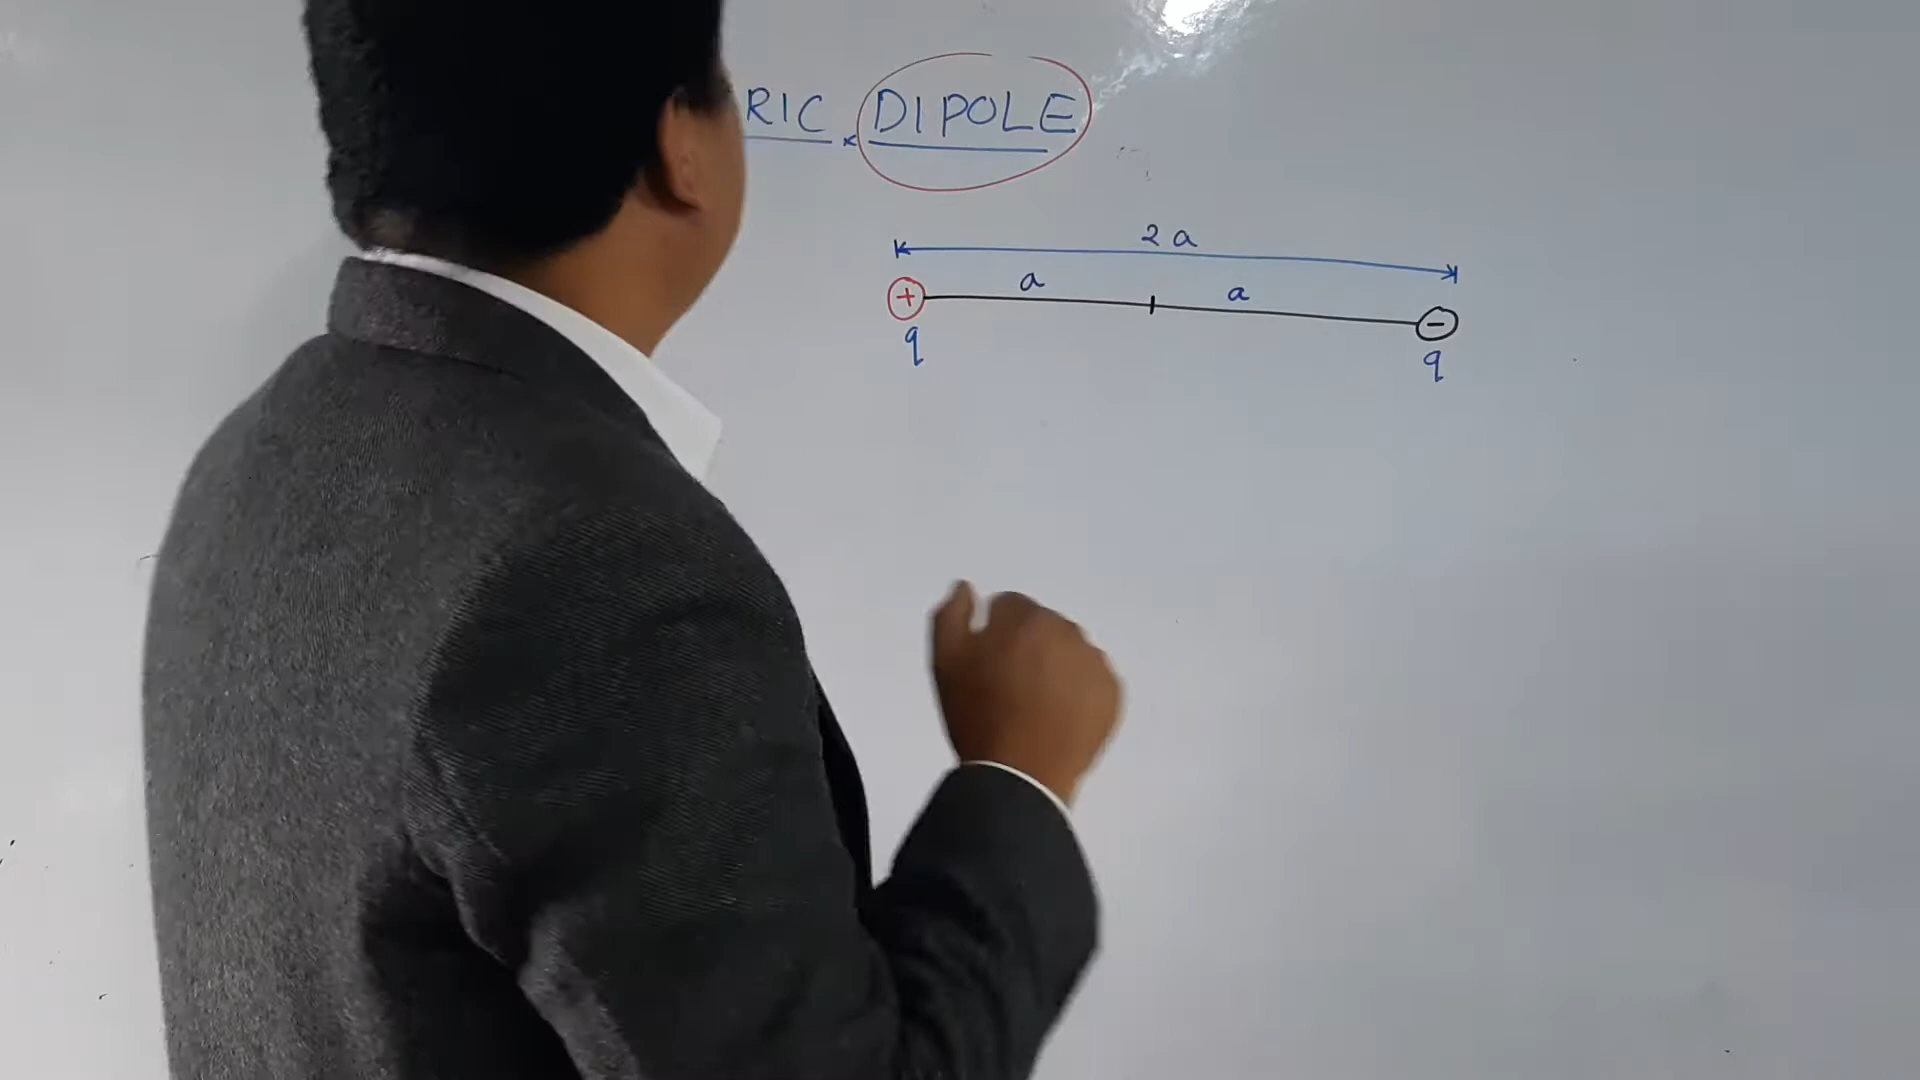 RIC DIPOLE
2a
a a
+ -
q q